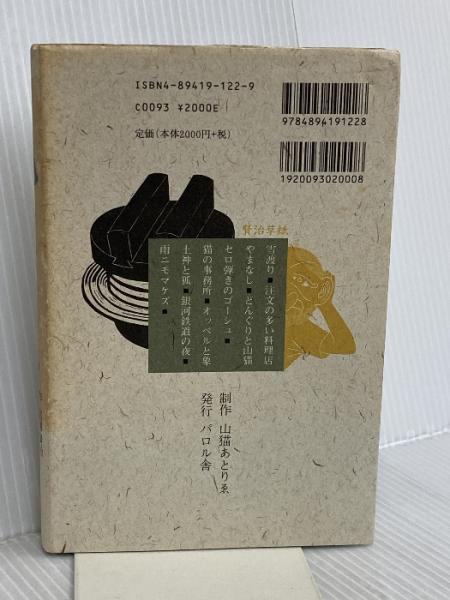 ISBN4-89419-122-9
C0093 ¥2000E
定価(本体2000円+税)
9784894191228
1920093020008
賢治草紙
雪渡り■注文の多い料理店
やまなし■どんぐりと山猫
セロ弾きのゴーシュ■
猫の事務所■オッペルと象
土神と狐■銀河鉄道の夜■
雨ニモマケズ■
制作 山猫あとりゑ
発行 パロル舎